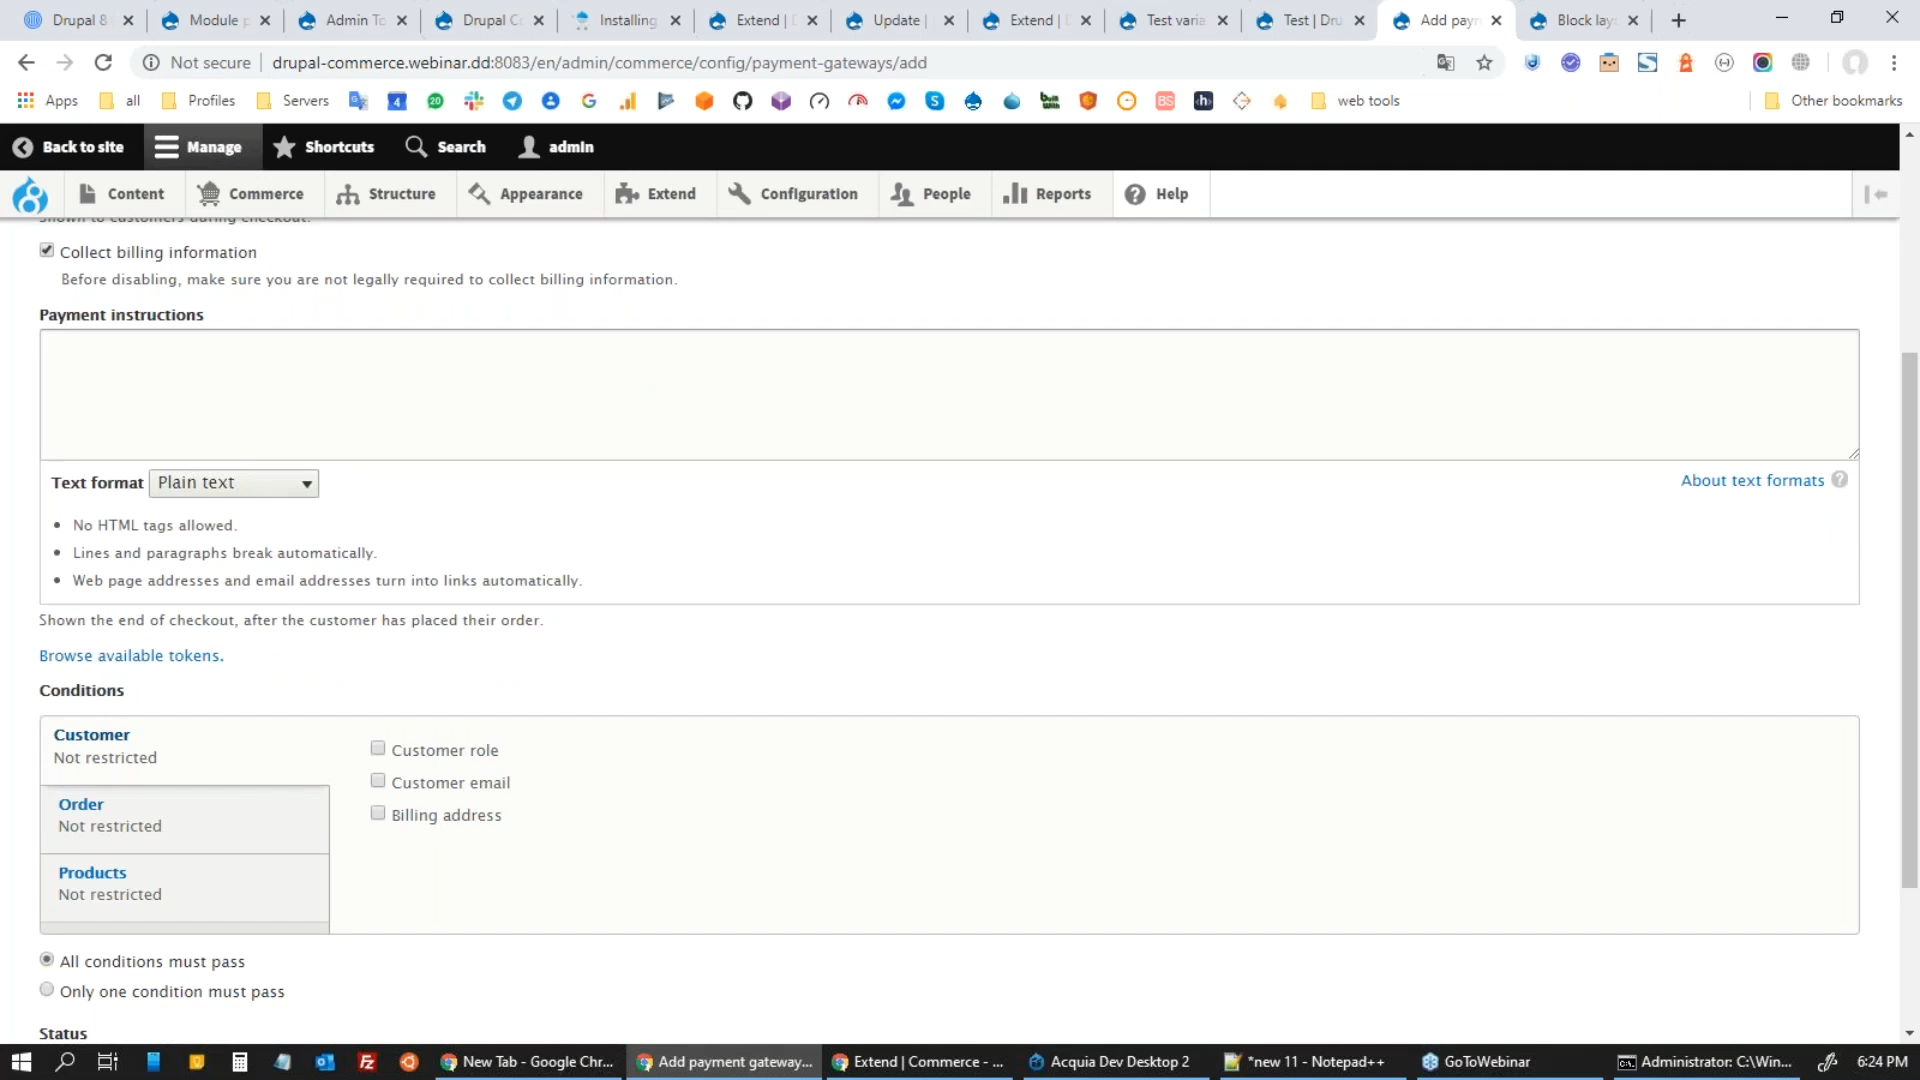 Drupal 8
Module p
Admin To
Drupal C
Installing
Extend | D
Update |
Extend | D
Test varia
Test | Dru
Add payn
Block layo
Not secure
drupal-commerce.webinar.dd:8083/en/admin/commerce/config/payment-gateways/add
Apps
all
Profiles
Servers
web tools
Other bookmarks
Back to site
Manage
Shortcuts
Search
admin
Content
Commerce
Structure
Appearance
Extend
Configuration
People
Reports
Help
Shown to customers during checkout.
Collect billing information
Before disabling, make sure you are not legally required to collect billing information.
Payment instructions
Text format Plain text
About text formats ?
No HTML tags allowed.
Lines and paragraphs break automatically.
Web page addresses and email addresses turn into links automatically.
Shown the end of checkout, after the customer has placed their order.
Browse available tokens.
Conditions
Customer
Not restricted
Customer role
Customer email
Billing address
Order
Not restricted
Products
Not restricted
All conditions must pass
Only one condition must pass
Status
New Tab - Google Chr...
Add payment gateway...
Extend | Commerce - ...
Acquia Dev Desktop 2
*new 11 - Notepad++
GoToWebinar
Administrator: C:\Win...
6:24 PM